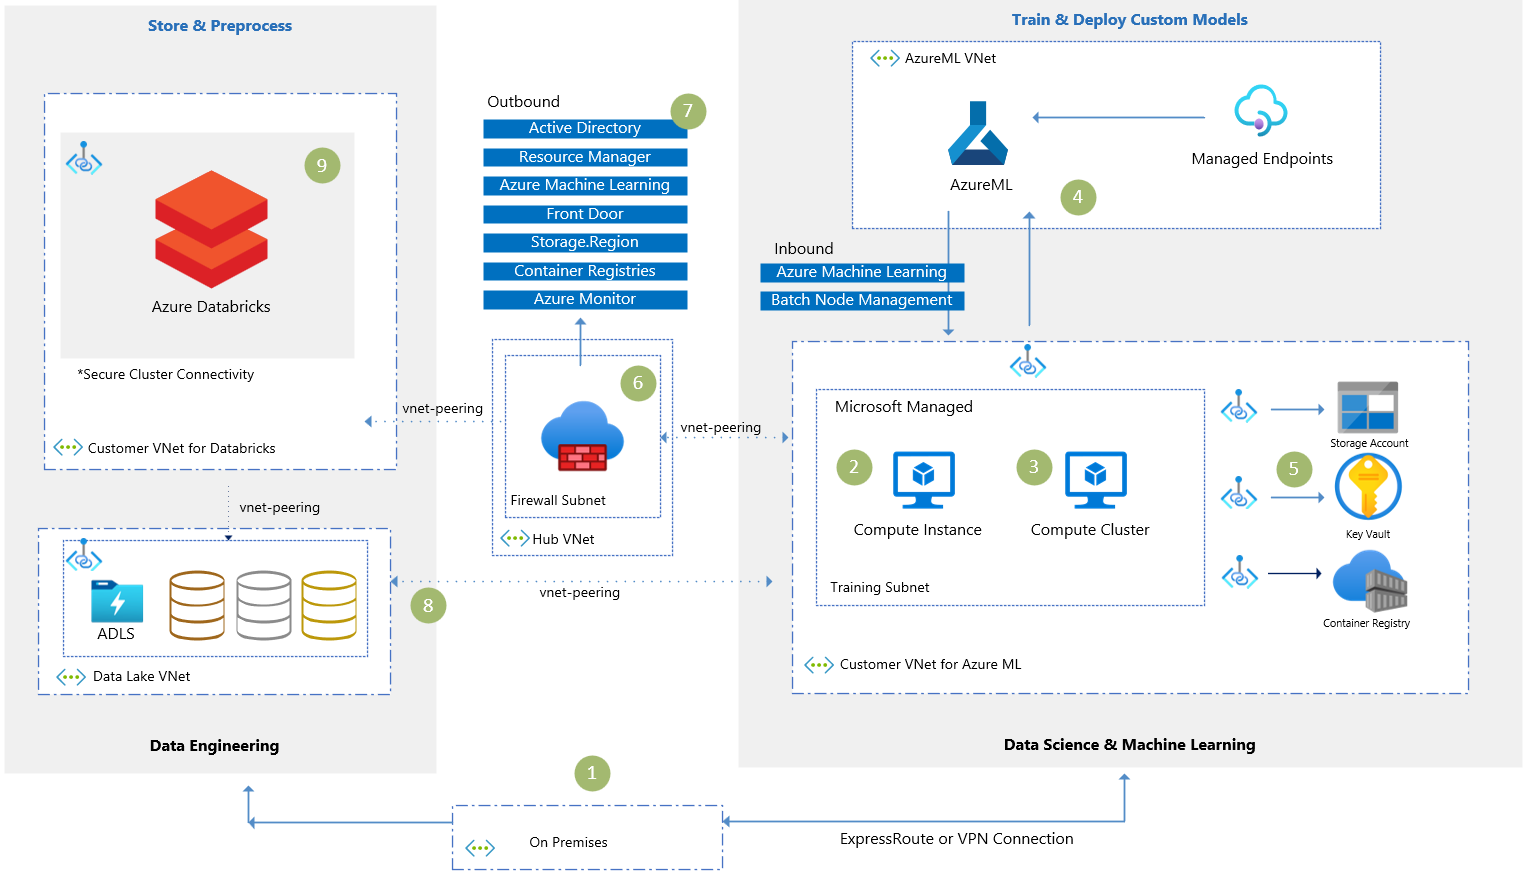 Store & Preprocess
9
Azure Databricks
*Secure Cluster Connectivity
Customer VNet for Databricks
vnet-peering
ADLS
Data Lake VNet
Data Engineering
Outbound
7
Active Directory
Resource Manager
Azure Machine Learning
Front Door
Storage.Region
Container Registries
Azure Monitor
6
Firewall Subnet
Hub VNet
vnet-peering
vnet-peering
vnet-peering
8
Train & Deploy Custom Models
AzureML VNet
AzureML
Managed Endpoints
4
Inbound
Azure Machine Learning
Batch Node Management
Microsoft Managed
2
Compute Instance
3
Compute Cluster
Training Subnet
Storage Account
5
Key Vault
Container Registry
Customer VNet for Azure ML
Data Science & Machine Learning
1
On Premises
ExpressRoute or VPN Connection